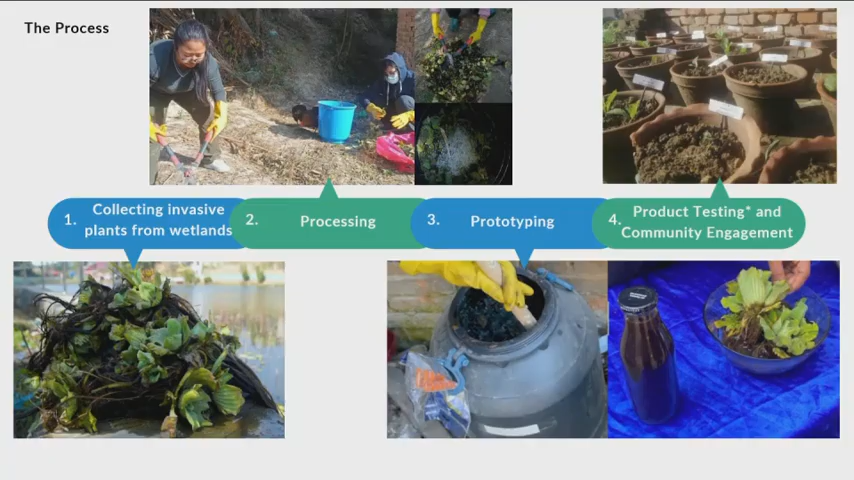 The Process
1. Collecting invasive
plants from wetlands
2. Processing
3. Prototyping
4. Product Testing* and
Community Engagement